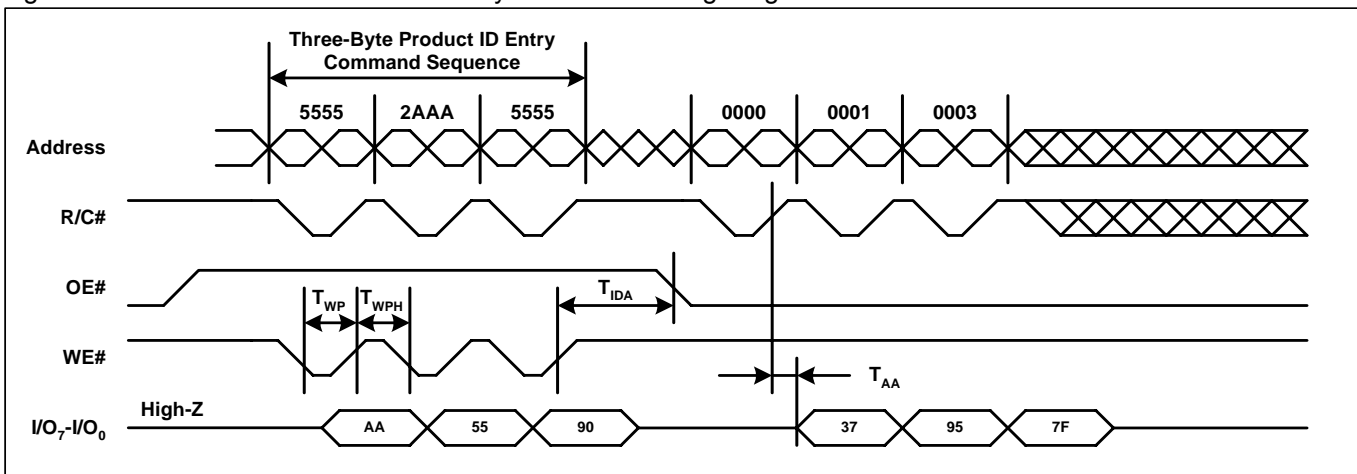 Three-Byte Product ID Entry
Command Sequence
5555 2AAA 5555 0000 0001 0003
Address
R/C#
OE#
TWP TWPH TIDA
WE#
TAA
High-Z
I/O7-I/O0
AA 55 90 37 95 7F